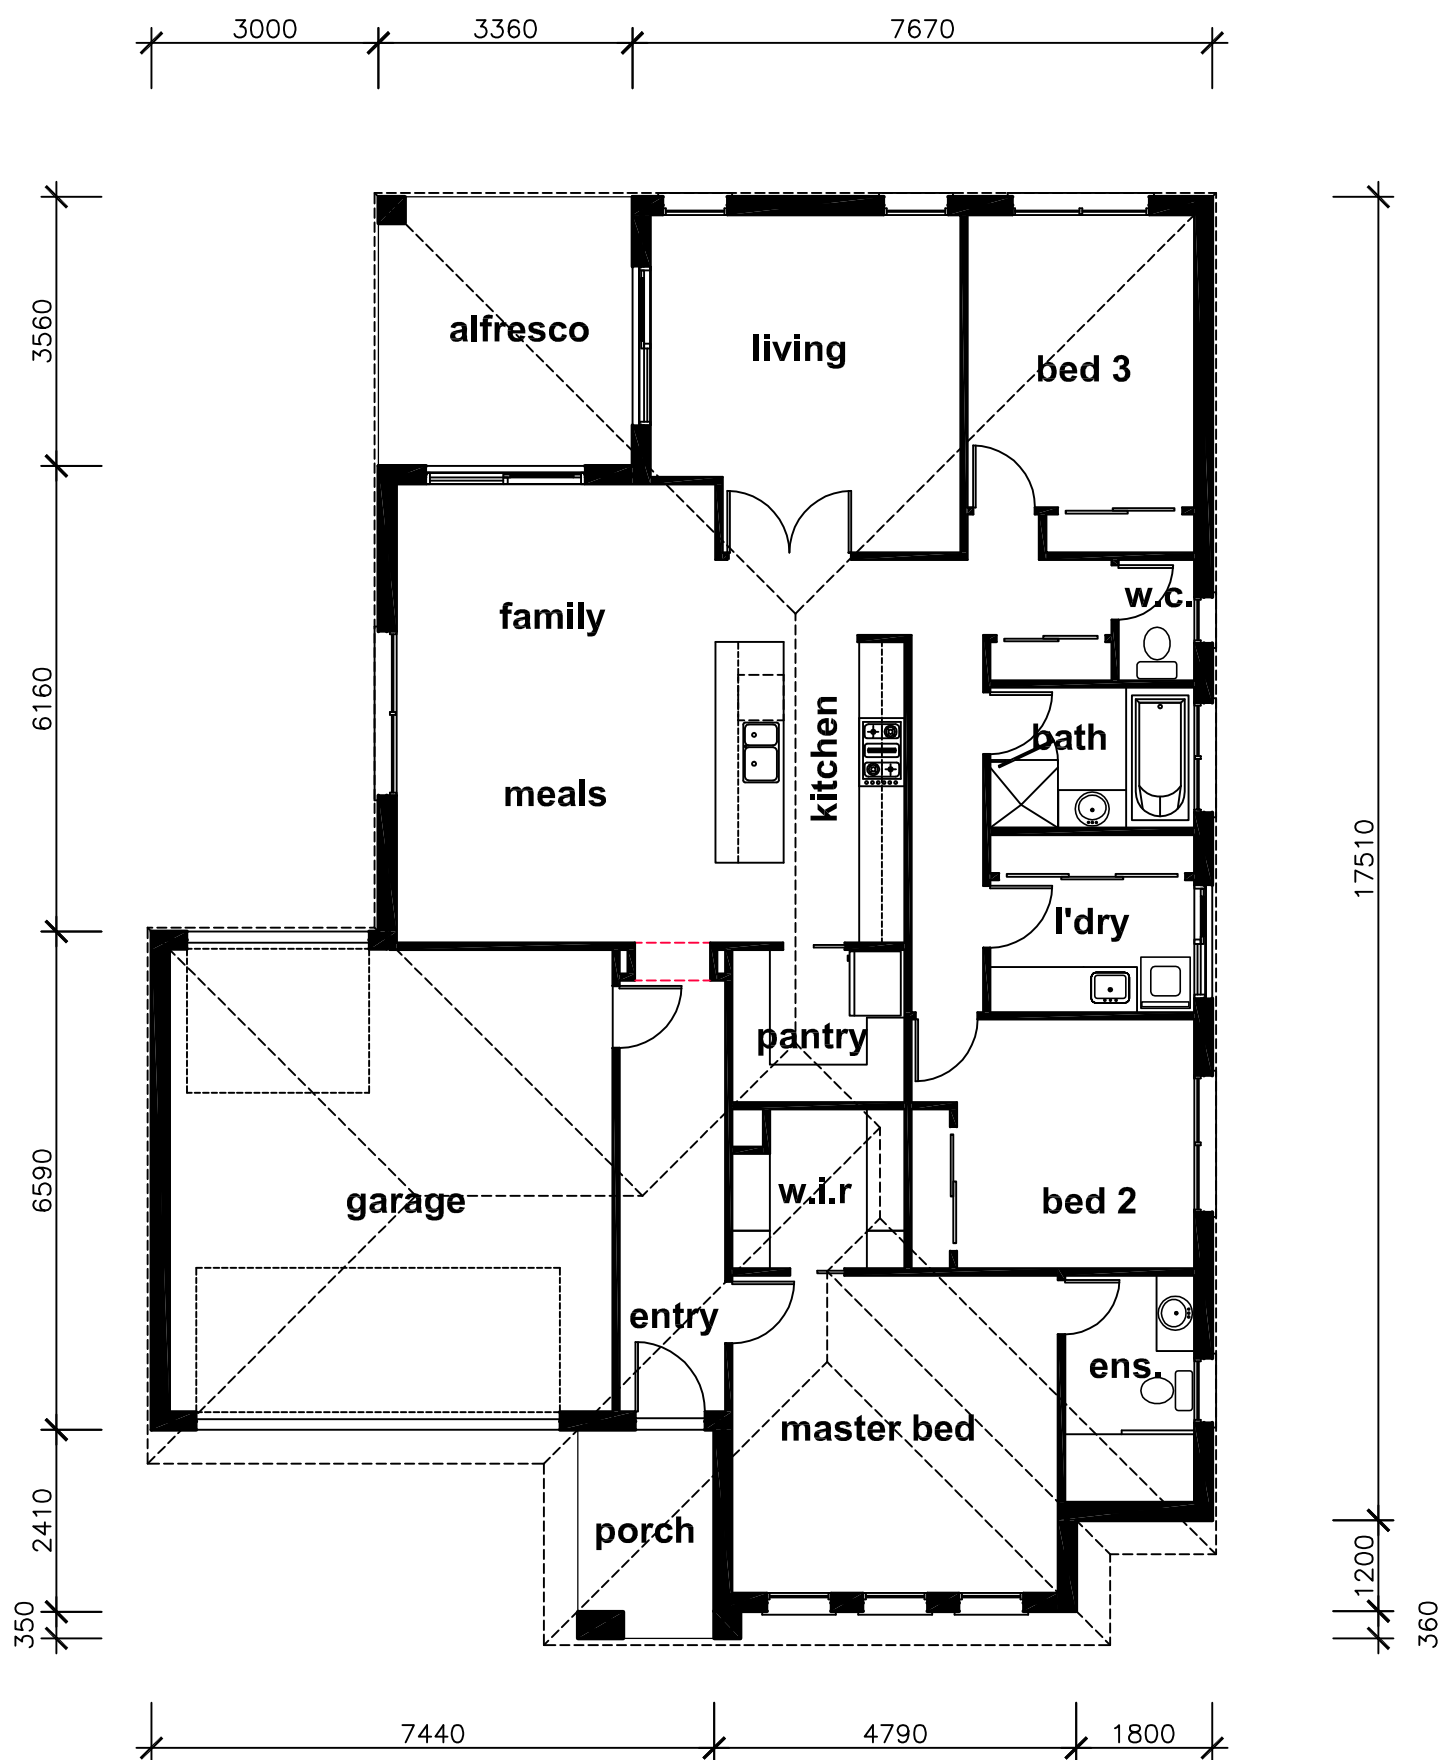 3000 3360 7670
3560
alfresco
living
bed 3
6160
family
w.c.
meals
kitchen
bath
17510
l'dry
pantry
6590
garage
w.i.r
bed 2
entry
ens.
master bed
2410
porch
1200
350
360
7440 4790 1800